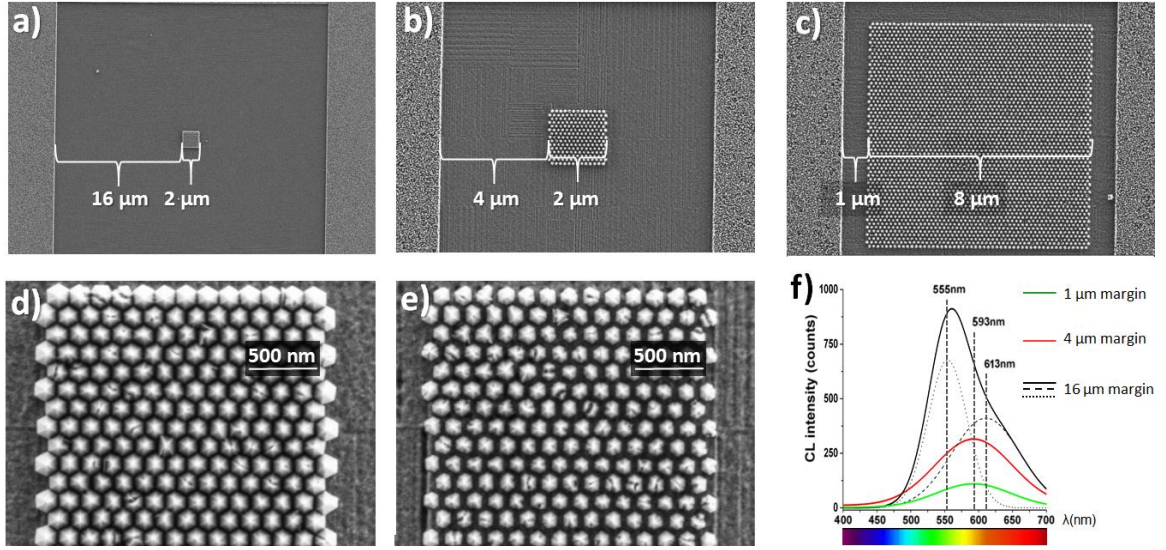 a)
16 µm 2 µm
b)
4 µm 2 µm
c)
1 µm 8 µm
d)
500 nm
e)
500 nm
f)
CL intensity (counts)
1000
750
500
250
0
400 450 500 550 600 650 700
λ(nm)
555nm
593nm
613nm
1 µm margin
4 µm margin
16 µm margin